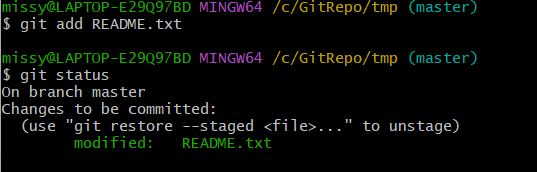 missy@LAPTOP-E29Q97BD MINGW64 /c/GitRepo/tmp (master)
$ git add README.txt
missy@LAPTOP-E29Q97BD MINGW64 /c/GitRepo/tmp (master)
$ git status
On branch master
Changes to be committed:
(use "git restore --staged <file>..." to unstage)
modified: README.txt